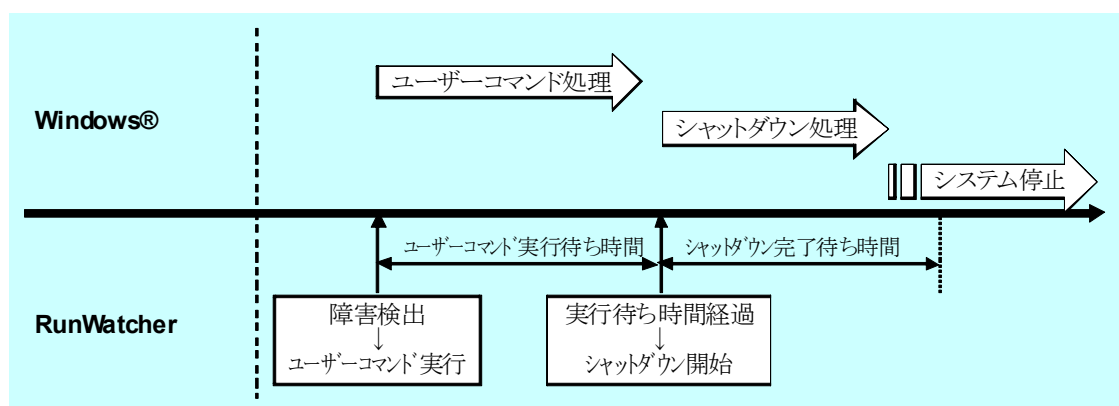 ユーザーコマンド処理
Windows®
シャットダウン処理
システム停止
ユーザーコマンド実行待ち時間
シャットダウン完了待ち時間
RunWatcher
障害検出
↓
ユーザーコマンド実行
実行待ち時間経過
↓
シャットダウン開始